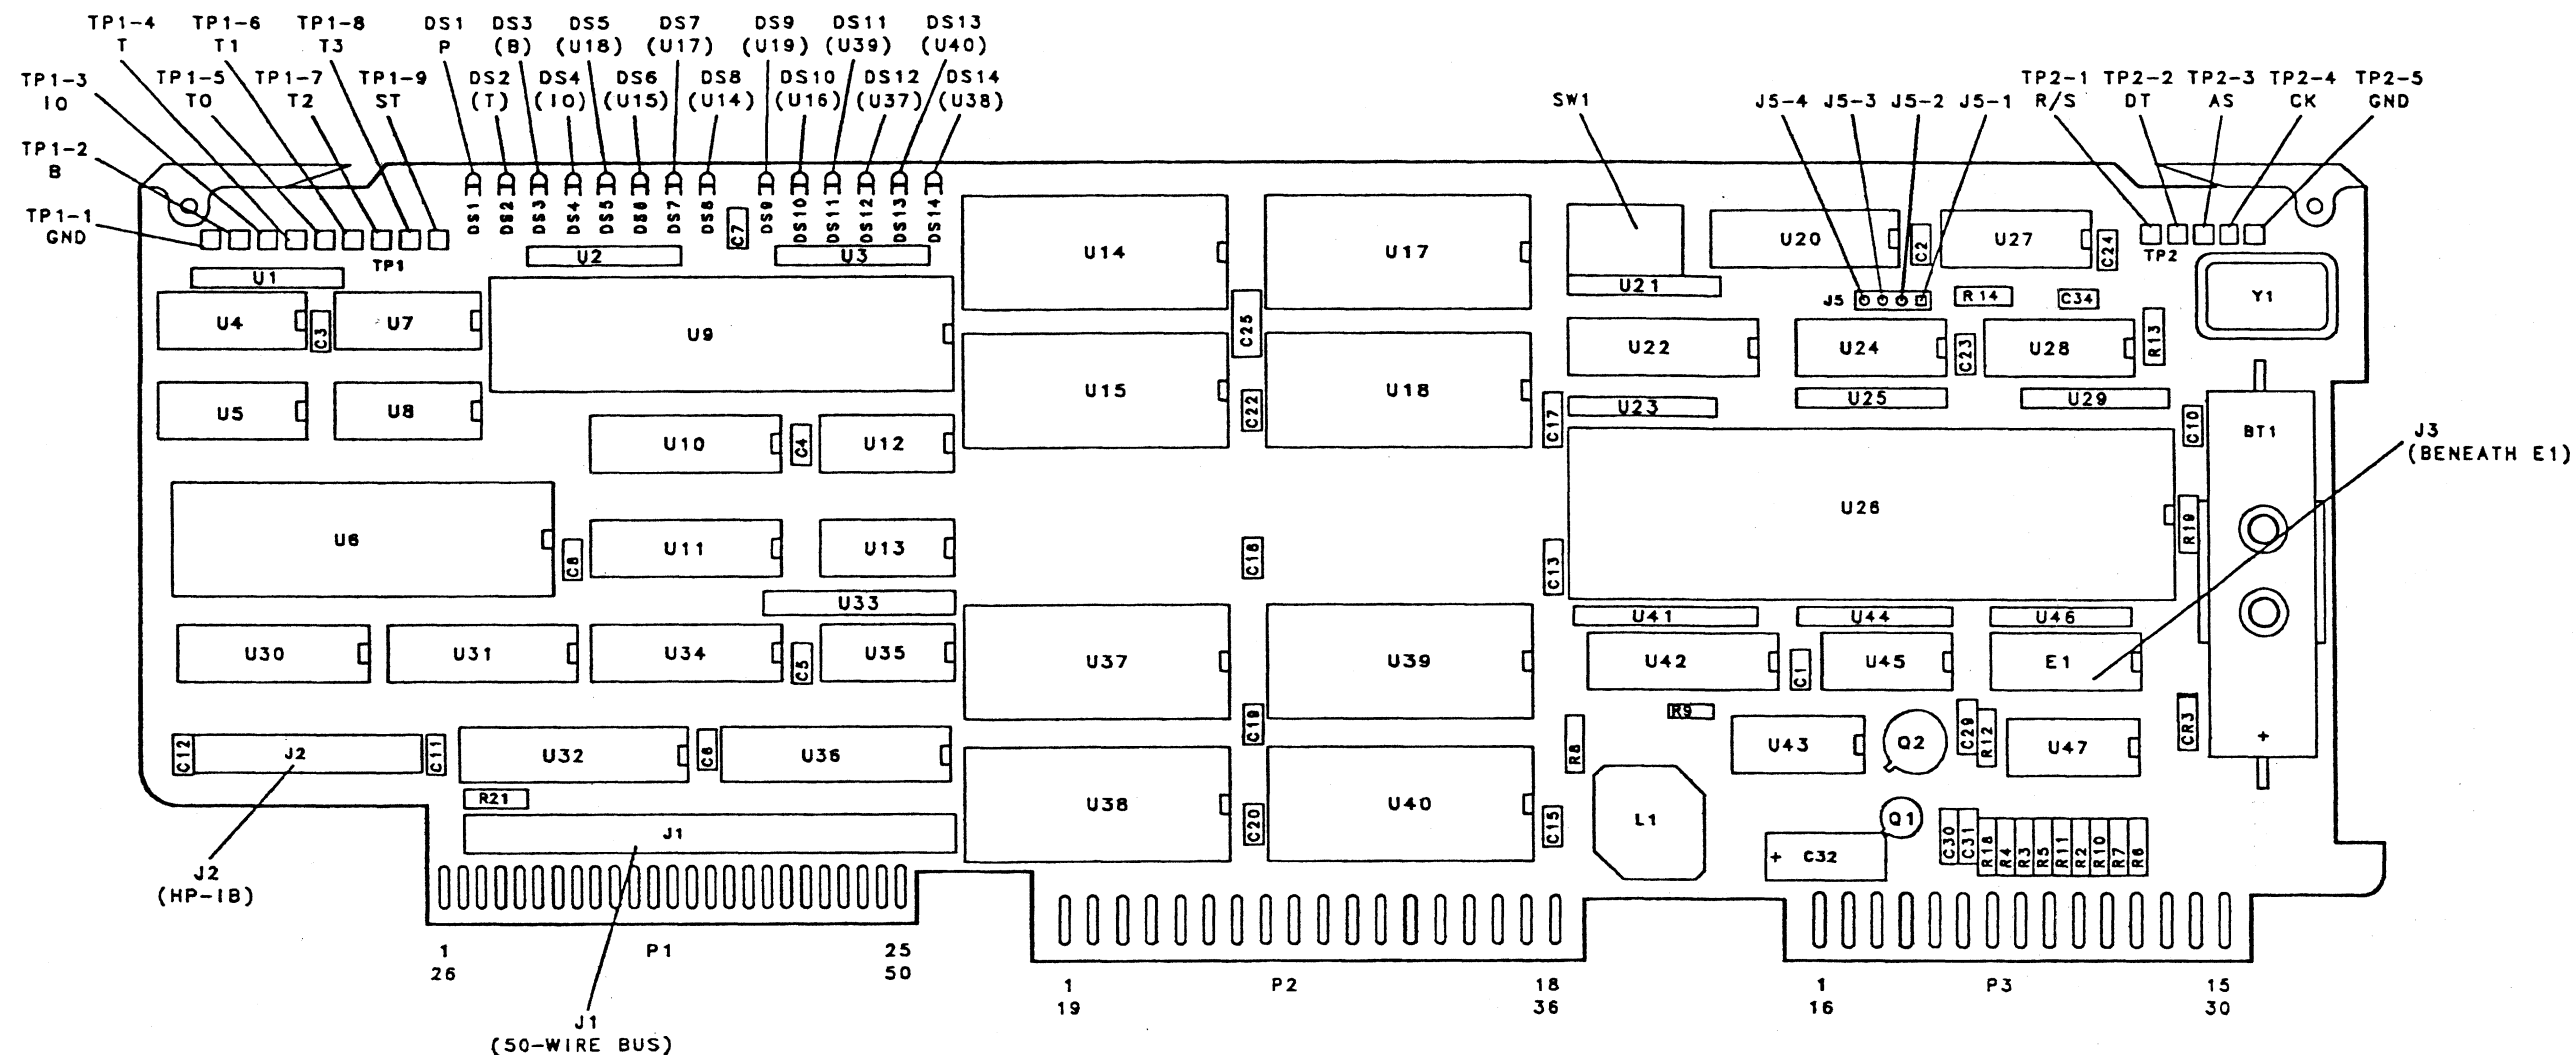 TP1-4 TP1-6 TP1-8 DS1 DS3 DS5 DS7 DS9 DS11 DS13
T T1 T3 P (B) (U18) (U17) (U19) (U39) (U40)
TP1-3 TP1-5 TP1-7 TP1-9 DS2 DS4 DS6 DS8 DS10 DS12 DS14 TP2-1 TP2-2 TP2-3 TP2-4 TP2-5
IO T0 T2 ST (T) (IO) (U15) (U14) (U16) (U37) (U38) SW1 J5-4 J5-3 J5-2 J5-1 R/S DT AS CK GND
TP1-2
B
TP1-1
GND
DS1 DS2 DS3 DS4 DS5 DS6 DS7 DS8 C7 DS9 DS10 DS11 DS12 DS13 DS14
TP1 U2 U3 U14 U17 U20 C2 U27 C24 TP2
U1 U21
U4 C3 U7 U9 C25 J5 R14 C34 Y1
U22 U24 C23 U28 R13
U5 U8 U15 C22 U18 C17 U23 U25 U29 C10 BT1
U10 C4 U12
J3
(BENEATH E1)
U6 C8 U11 U13 C18 C13 U26 R19
U33 U41 U44 U46
U30 U31 U34 C5 U35 U37 U39 U42 C1 U45 E1
C19 R9 CR3
C12 J2 C11 U32 C6 U36 R8 U43 Q2 C29 R12 U47 +
R21 U38 C20 U40 C15 L1 Q1
J1 + C32 C30 C31 R18 R4 R3 R5 R11 R2 R10 R7 R6
J2
(HP-IB)
1 P1 25
26 50
1 P2 18
19 36
1 P3 15
16 30
J1
(50-WIRE BUS)